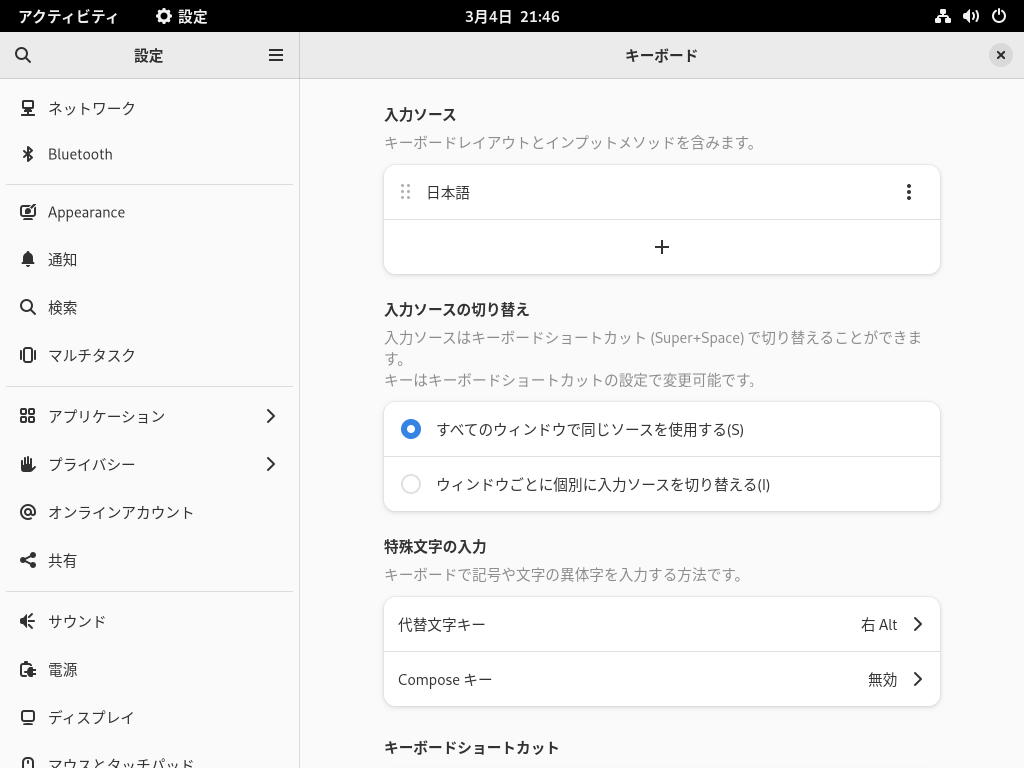 アクティビティ
設定
3月4日 21:46
設定
キーボード
ネットワーク
Bluetooth
Appearance
通知
検索
マルチタスク
アプリケーション
プライバシー
オンラインアカウント
共有
サウンド
電源
ディスプレイ
マウスとタッチパッド
入力ソース
キーボードレイアウトとインプットメソッドを含みます。
日本語
入力ソースの切り替え
入力ソースはキーボードショートカット (Super+Space) で切り替えることができま
す。
キーはキーボードショートカットの設定で変更可能です。
すべてのウィンドウで同じソースを使用する(S)
ウィンドウごとに個別に入力ソースを切り替える(I)
特殊文字の入力
キーボードで記号や文字の異体字を入力する方法です。
代替文字キー
右 Alt
Compose キー
無効
キーボードショートカット